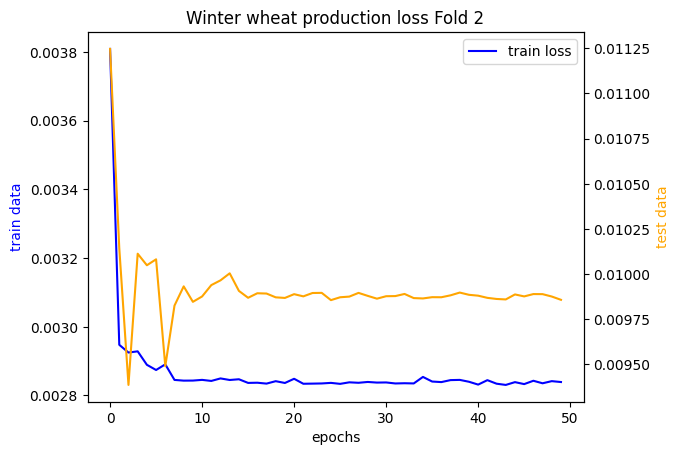 Winter wheat production loss Fold 2
train loss
train data
0.0038
0.0036
0.0034
0.0032
0.0030
0.0028
0.01125
0.01100
0.01075
0.01050
0.01025
0.01000
0.00975
0.00950
test data
0 10 20 30 40 50
epochs